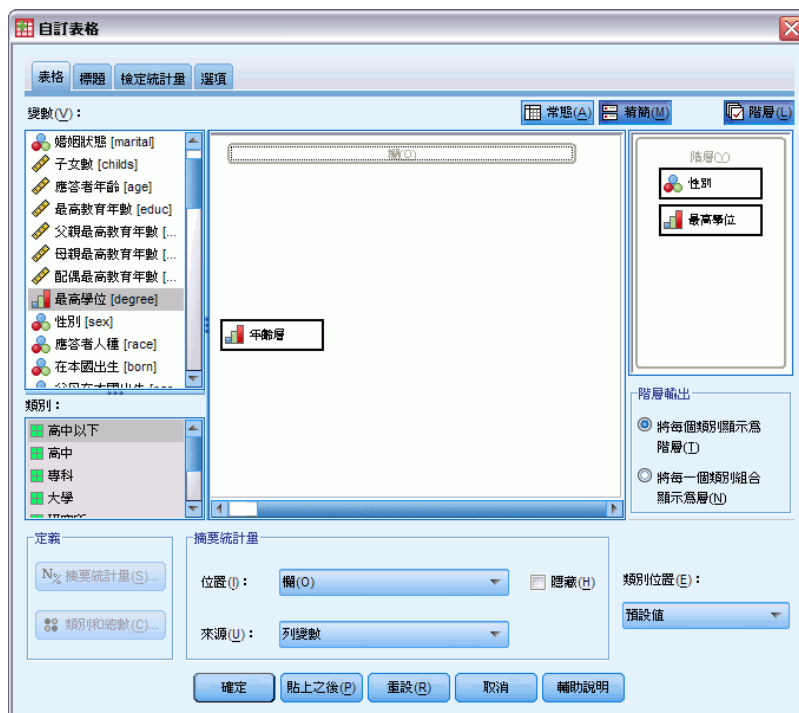 自訂表格
表格 標題 檢定統計量 選項
變數(V):
常態(A) 精簡(M) 階層(L)
婚姻狀態 [marital]
子女數 [childs]
應答者年齡 [age]
最高教育年數 [educ]
父親最高教育年數 [...
母親最高教育年數 [...
配偶最高教育年數 [...
最高學位 [degree]
性別 [sex]
應答者人種 [race]
在本國出生 [born]
欄(O)
年齡層
階層(Y)
性別
最高學位
類別:
高中以下
高中
專科
大學
階層輸出
將每個類別顯示為
階層(T)
將每一個類別組合
顯示為層(N)
定義
N% 摘要統計量(S)...
類別和總數(C)...
摘要統計量
位置(I): 欄(O) 隱藏(H)
來源(U): 列變數
類別位置(E):
預設值
確定 貼上之後(P) 重設(R) 取消 輔助說明